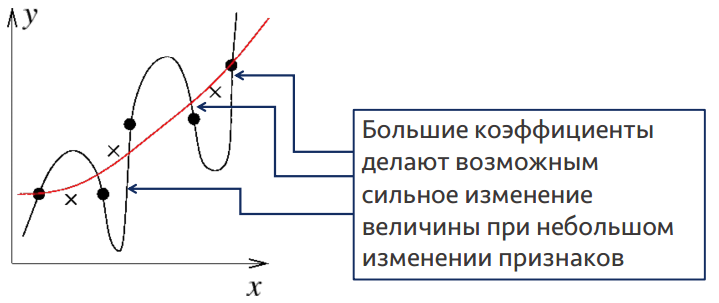 y
Большие коэффициенты
делают возможным
сильное изменение
величины при небольшом
изменении признаков
x